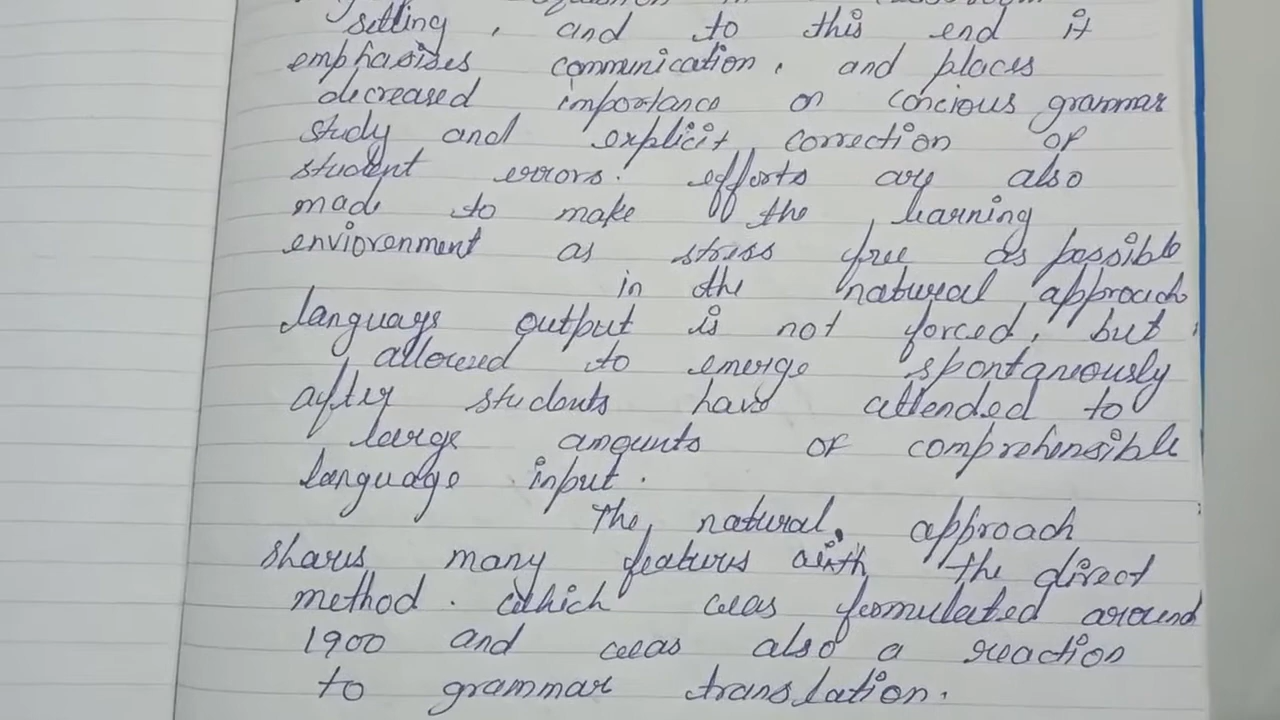 setting, and to this end it
emphasises communication, and places
decreased importance on concious grammar
study and explicit correction of
student errors. efforts are also
made to make the learning
enviorenment as stress free as possible
in the natural approach
language output is not forced, but
allowed to emerge spontaneously
after students have attended to
large amounts of comprehensible
language input.
The natural, approach
shares many features with the direct
method. which was formulated around
1900 and was also a reaction
to grammar translation.